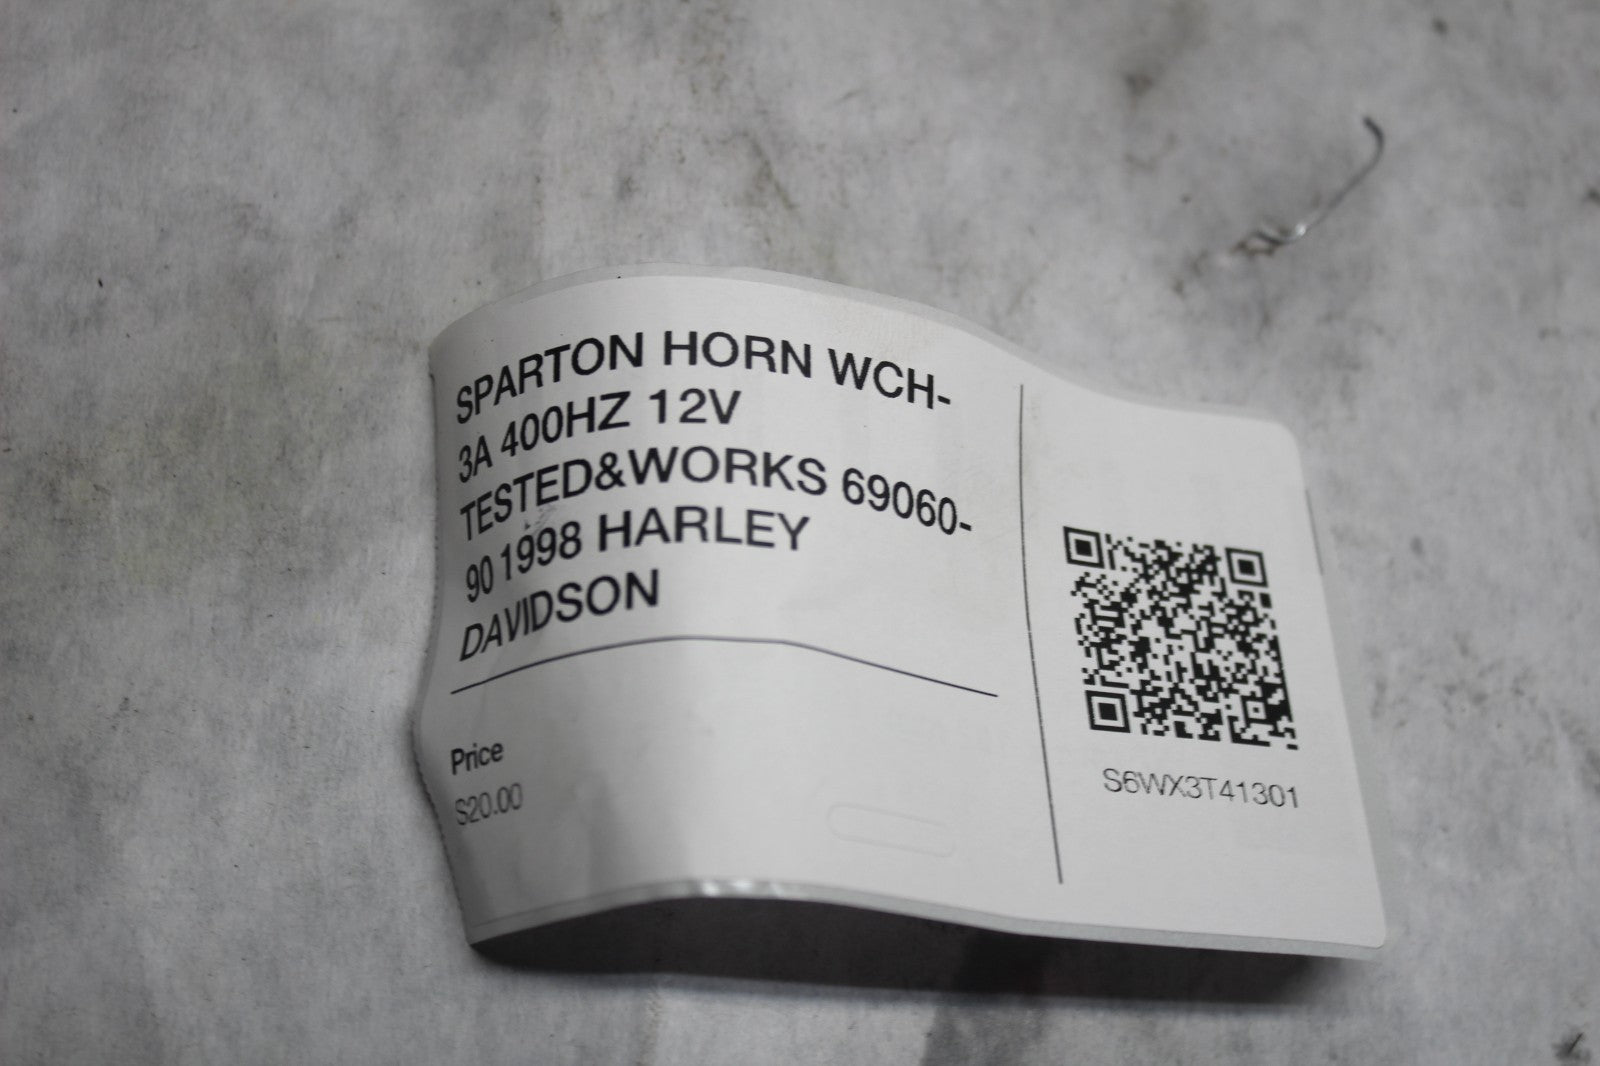 SPARTON HORN WCH-
3A 400HZ 12V
TESTED&WORKS 69060-
90 1998 HARLEY
DAVIDSON
Price
$20.00
S6WX3T41301